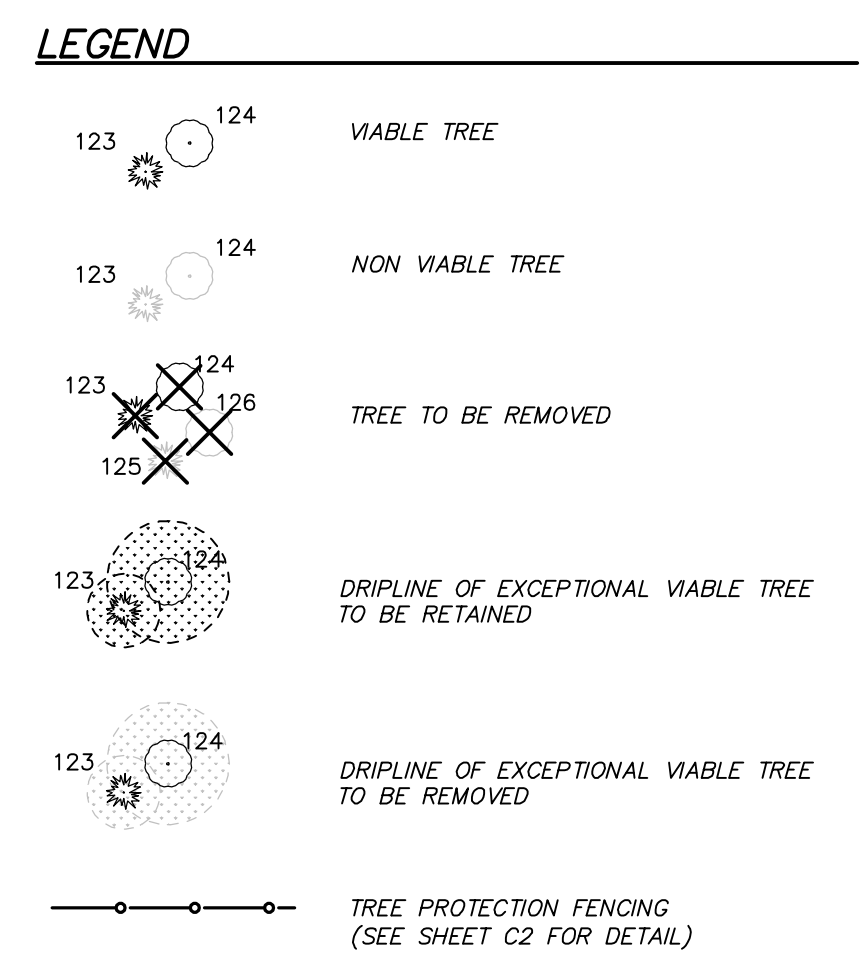 LEGEND
123 124 VIABLE TREE
123 124 NON VIABLE TREE
123 124 126 125 TREE TO BE REMOVED
123 124 DRIPLINE OF EXCEPTIONAL VIABLE TREE
TO BE RETAINED
123 124 DRIPLINE OF EXCEPTIONAL VIABLE TREE
TO BE REMOVED
TREE PROTECTION FENCING
(SEE SHEET C2 FOR DETAIL)